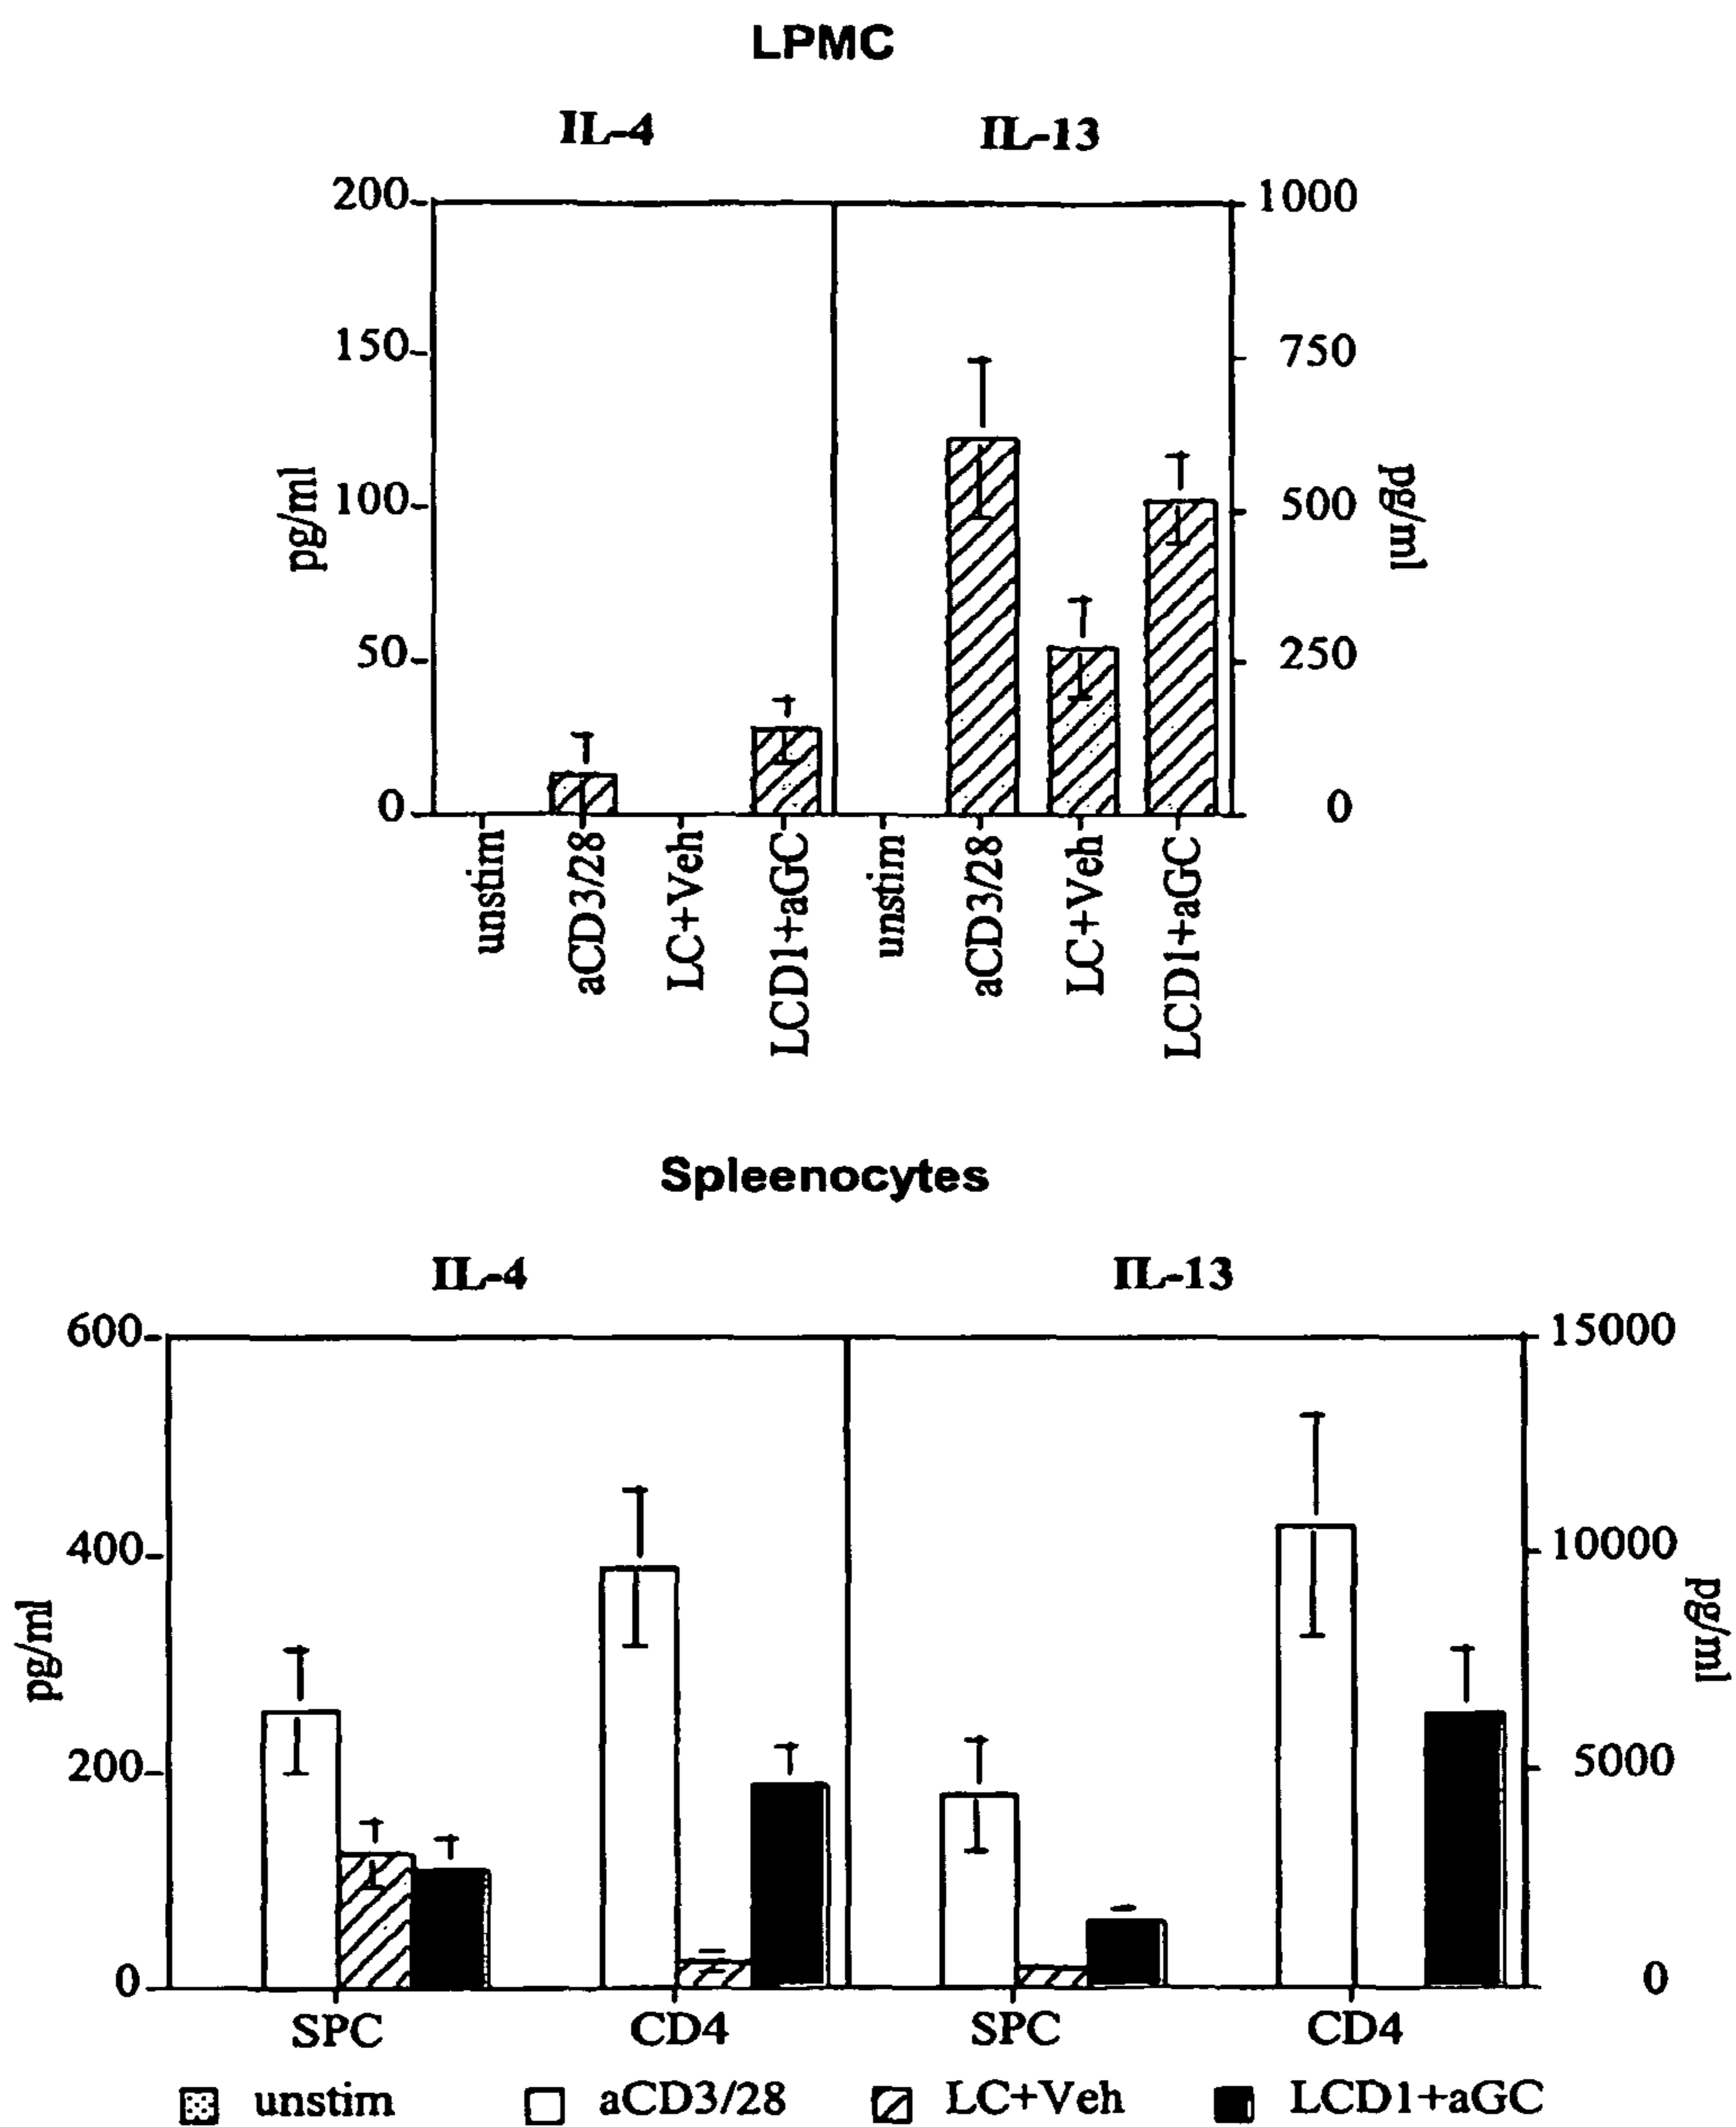 LPMC
IL-4 IL-13
200 1000
150 750
pg/ml 100 500 pg/ml
50 250
0 0
unstim aCD3/28 LC+Veh LCD1+aGC unstim aCD3/28 LC+Veh LCD1+aGC
Spleenocytes
IL-4 IL-13
600 15000
400 10000
pg/ml pg/ml
200 5000
0 0
SPC CD4 SPC CD4
unstim aCD3/28 LC+Veh LCD1+aGC